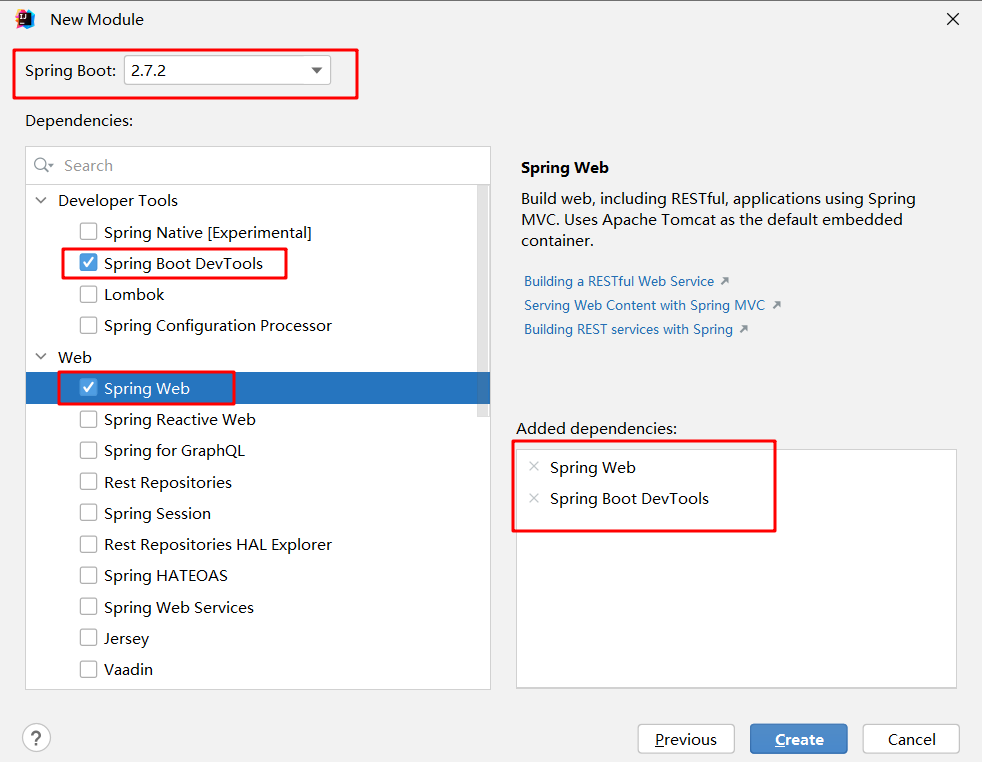 New Module
Spring Boot: 2.7.2
Dependencies:
Search
Developer Tools
Spring Native [Experimental]
Spring Boot DevTools
Lombok
Spring Configuration Processor
Web
Spring Web
Spring Reactive Web
Spring for GraphQL
Rest Repositories
Spring Session
Rest Repositories HAL Explorer
Spring HATEOAS
Spring Web Services
Jersey
Vaadin
Spring Web
Build web, including RESTful, applications using Spring
MVC. Uses Apache Tomcat as the default embedded
container.
Building a RESTful Web Service
Serving Web Content with Spring MVC
Building REST services with Spring
Added dependencies:
Spring Web
Spring Boot DevTools
?
Previous
Create
Cancel